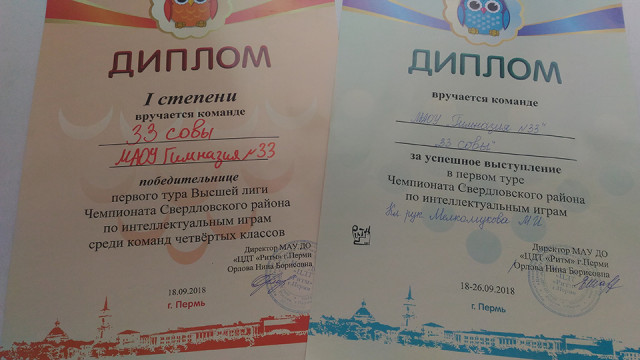 ДИПЛОМ
I степени
вручается команде
33 совы
МАОУ Гимназия №33
победительнице
первого тура Высшей лиги
Чемпионата Свердловского района
по интеллектуальным играм
среди команд четвёртых классов
Директор МАУ ДО
«ЦДТ «Ритм» г.Перми
Орлова Нина Борисовна
18.09.2018
г. Пермь
ДИПЛОМ
вручается команде
МАОУ "Гимназия №33"
"33 совы"
за успешное выступление
в первом туре
Чемпионата Свердловского района
по интеллектуальным играм
Кл рук М.И.
Директор МАУ ДО
«ЦДТ «Ритм» г.Перми
Орлова Нина Борисовна
18-26.09.2018
г. Пермь